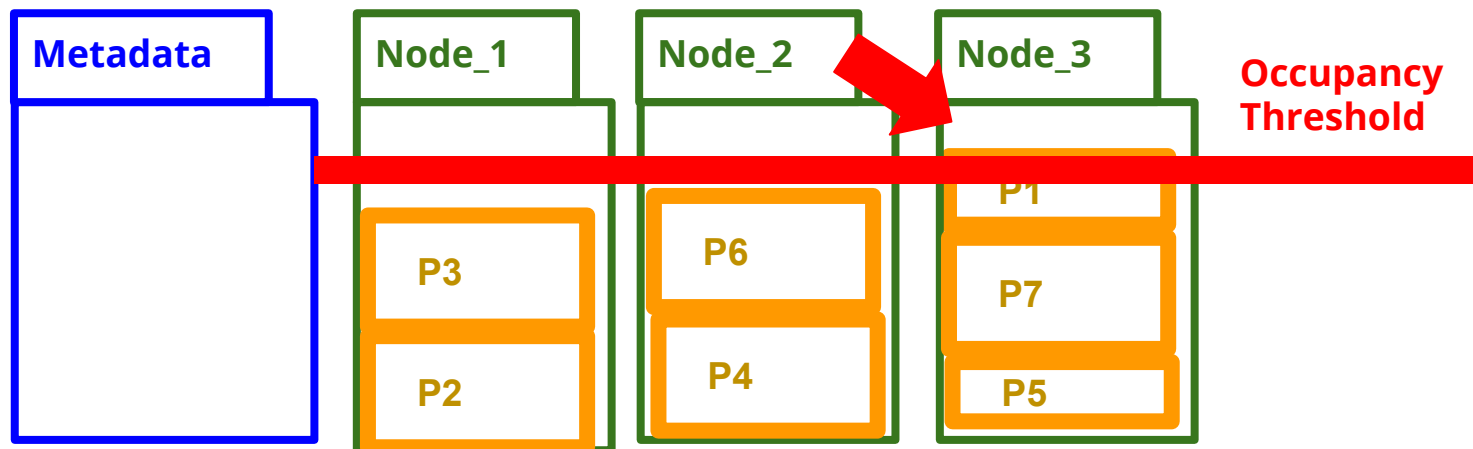 Metadata
Node_1
Node_2
Node_3
Occupancy
Threshold
P3
P2
P6
P4
P1
P7
P5